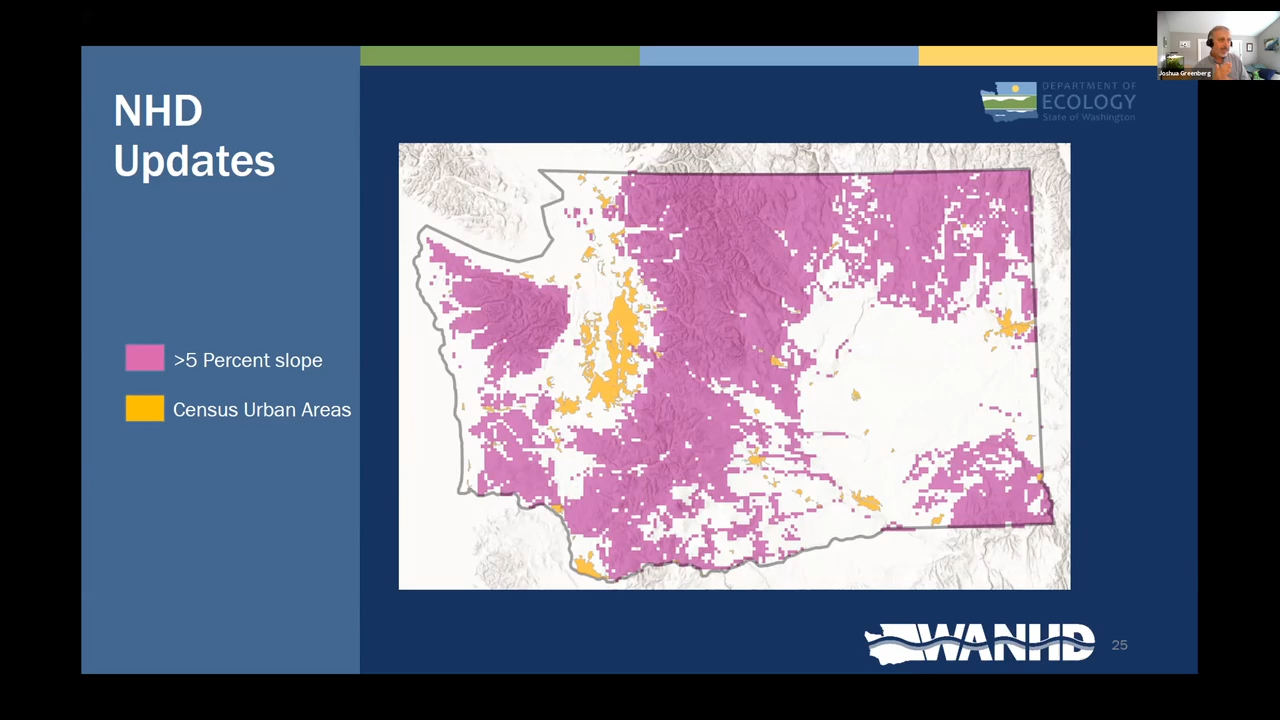 NHD
Updates
>5 Percent slope
Census Urban Areas
DEPARTMENT OF
ECOLOGY
State of Washington
Joshua Greenberg
WANHD
25